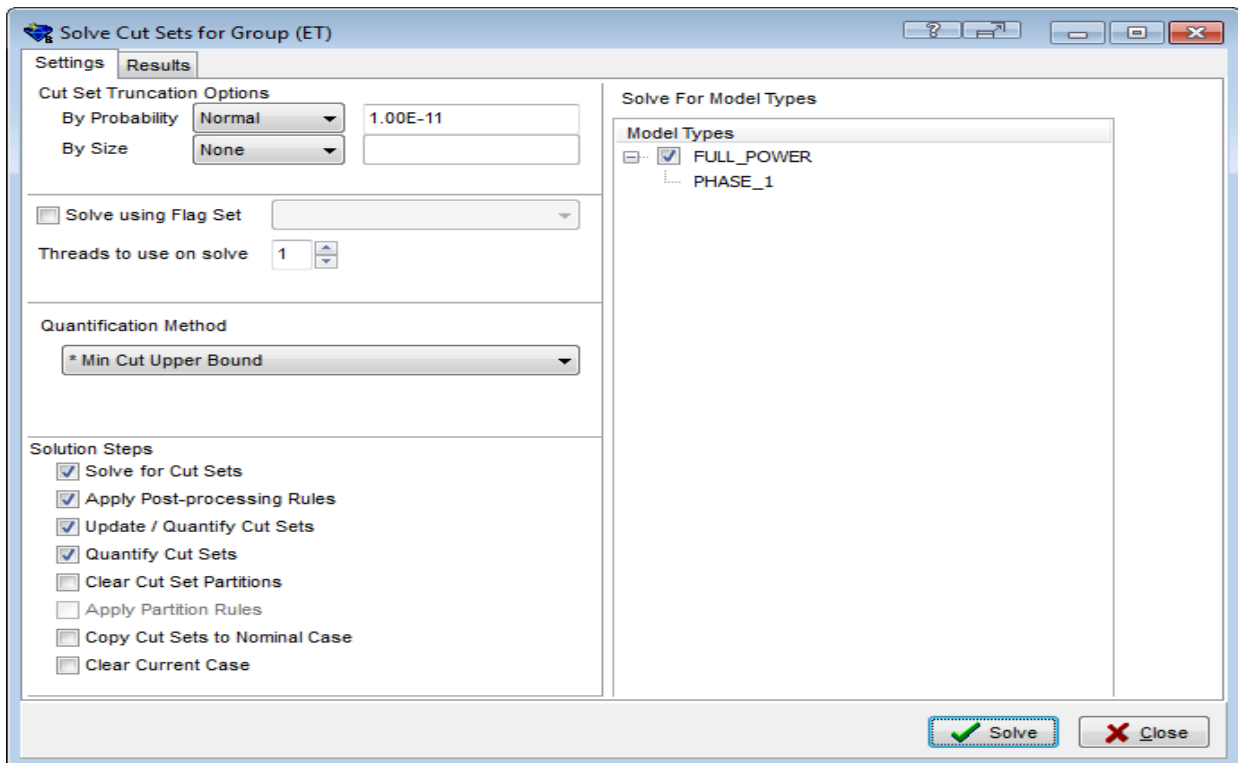 Solve Cut Sets for Group (ET)
?
Settings
Results
Cut Set Truncation Options
By Probability
Normal
1.00E-11
By Size
None
Solve using Flag Set
Threads to use on solve
1
Quantification Method
* Min Cut Upper Bound
Solution Steps
Solve for Cut Sets
Apply Post-processing Rules
Update / Quantify Cut Sets
Quantify Cut Sets
Clear Cut Set Partitions
Apply Partition Rules
Copy Cut Sets to Nominal Case
Clear Current Case
Solve For Model Types
Model Types
FULL_POWER
PHASE_1
Solve
Close